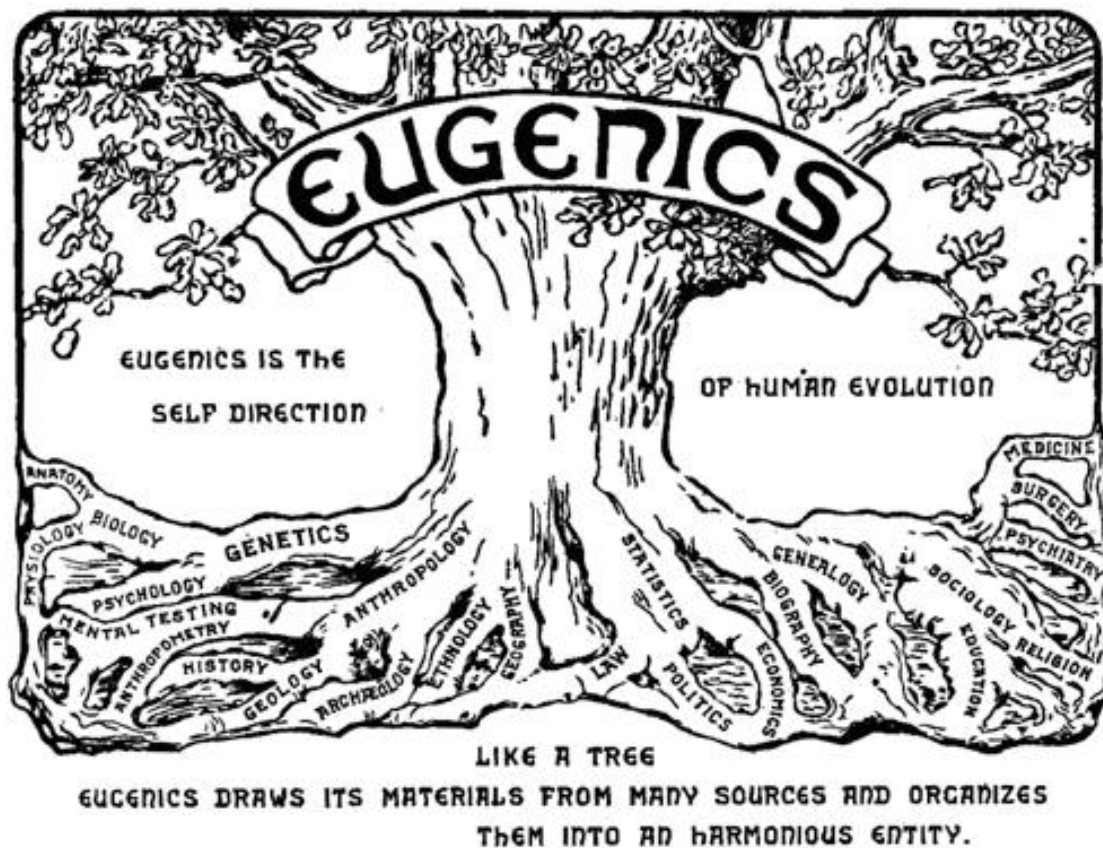 EUGENICS
EUGENICS IS THE
SELF DIRECTION
OF HUMAN EVOLUTION
ANATOMY
PHYSIOLOGY
BIOLOGY
GENETICS
PSYCHOLOGY
MENTAL TESTING
ANTHROPOMETRY
HISTORY
GEOLOGY
ANTHROPOLOGY
ARCHÆOLOGY
ETHNOLOGY
GEOGRAPHY
LAW
STATISTICS
POLITICS
ECONOMICS
BIOGRAPHY
GENEALOGY
EDUCATION
SOCIOLOGY
RELIGION
PSYCHIATRY
SURGERY
MEDICINE
LIKE A TREE
EUGENICS DRAWS ITS MATERIALS FROM MANY SOURCES AND ORGANIZES
THEM INTO AN HARMONIOUS ENTITY.